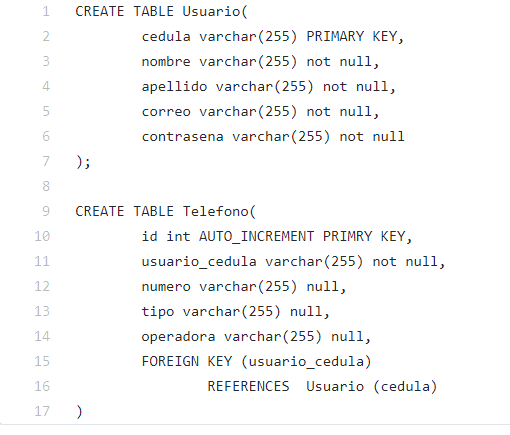 1 CREATE TABLE Usuario(
2 cedula varchar(255) PRIMARY KEY,
3 nombre varchar(255) not null,
4 apellido varchar(255) not null,
5 correo varchar(255) not null,
6 contrasena varchar(255) not null
7 );
8
9 CREATE TABLE Telefono(
10 id int AUTO_INCREMENT PRIMRY KEY,
11 usuario_cedula varchar(255) not null,
12 numero varchar(255) null,
13 tipo varchar(255) null,
14 operadora varchar(255) null,
15 FOREIGN KEY (usuario_cedula)
16 REFERENCES  Usuario (cedula)
17 )